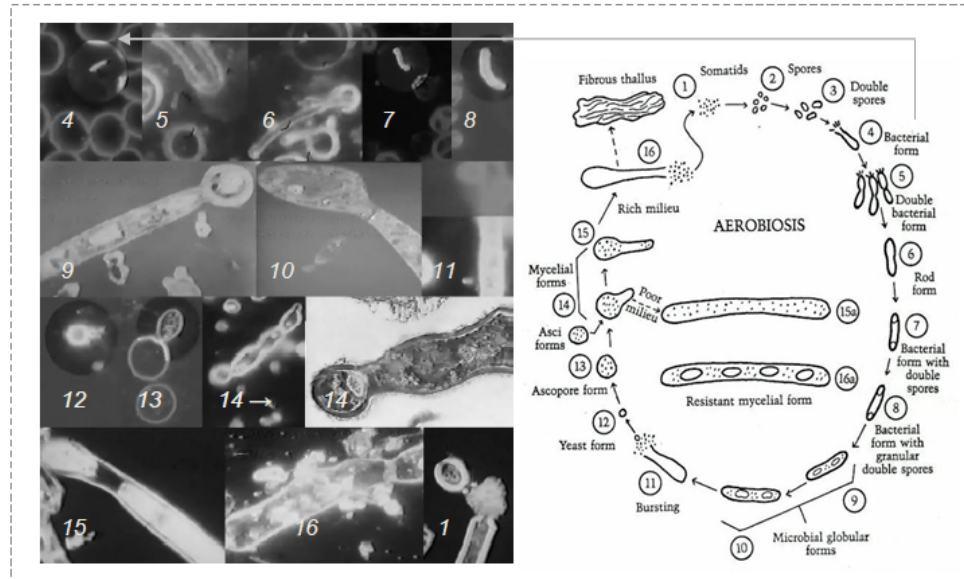 4
5
6
7
8
9
10
11
12
13
14 →
14
15
16
1
Fibrous thallus
1
Somatids
2
Spores
3
Double
spores
4
Bacterial
form
5
Double
bacterial
form
6
Rod
form
7
Bacterial
form with
double
spores
8
Bacterial
form with
granular
double spores
9
Microbial globular
forms
10
11
Bursting
12
Yeast form
13
Ascopore form
Asci
forms
14
Mycelial
forms
15
Rich milieu
16
AEROBIOSIS
Poor
milieu
15a
16a
Resistant mycelial form